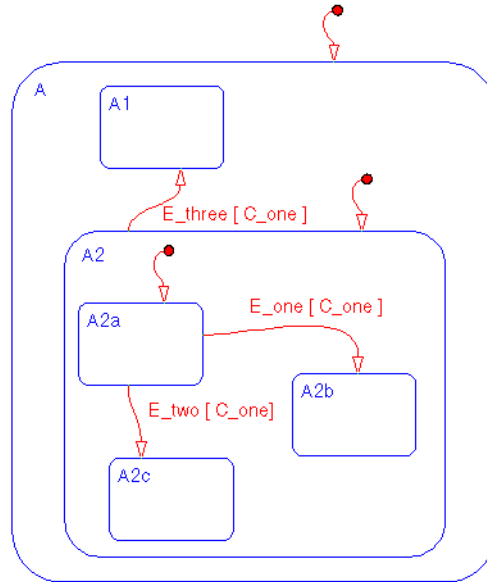 A
A1
E_three [ C_one ]
A2
A2a
E_one [ C_one ]
A2b
E_two [ C_one]
A2c